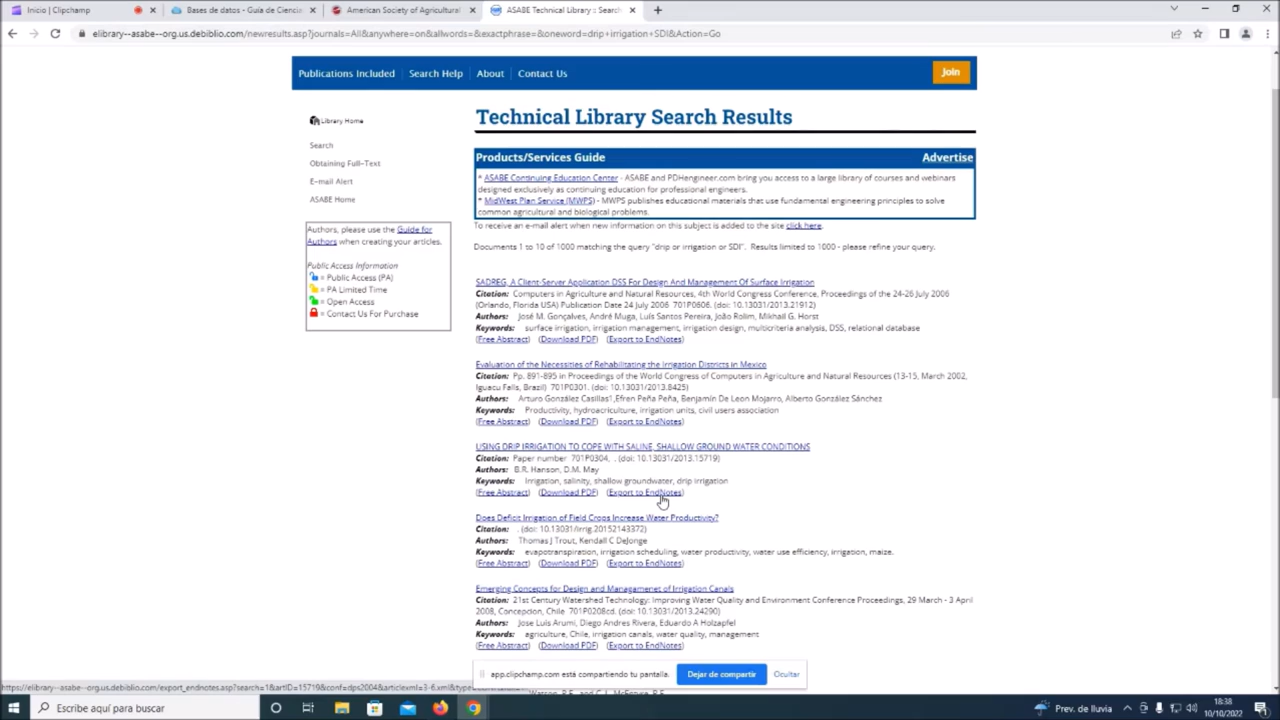 Inicio | Clipchamp
Bases de datos - Guía de Ciencia
American Society of Agricultural
ASABE Technical Library :: Search
elibrary--asabe--org.us.debiblio.com/newresults.asp?journals=All&anywhere=on&allwords=&exactphrase=&oneword=drip+irrigation+SDI&Action=Go
Publications Included | Search Help | About | Contact Us
Join
Library Home
Search
Obtaining Full-Text
E-mail Alert
ASABE Home
Authors, please use the Guide for
Authors when creating your articles.
Public Access Information
= Public Access (PA)
= PA Limited Time
= Open Access
= Contact Us For Purchase
Technical Library Search Results
Products/Services Guide Advertise
* ASABE Continuing Education Center - ASABE and PDHengineer.com bring you access to a large library of courses and webinars
designed exclusively as continuing education for professional engineers.
* MidWest Plan Service (MWPS) - MWPS publishes educational materials that use fundamental engineering principles to solve
common agricultural and biological problems.
To receive an e-mail alert when new information on this subject is added to the site click here.
Documents 1 to 10 of 1000 matching the query "drip or irrigation or SDI". Results limited to 1000 - please refine your query.
SADREG, A Client-Server Application DSS For Design And Management Of Surface Irrigation
Citation: Computers in Agriculture and Natural Resources, 4th World Congress Conference, Proceedings of the 24-26 July 2006
(Orlando, Florida USA) Publication Date 24 July 2006 701P0606. (doi: 10.13031/2013.21912)
Authors: José M. Gonçalves, André Muga, Luís Santos Pereira, João Rolim, Mikhail G. Horst
Keywords: surface irrigation, irrigation management, irrigation design, multicriteria analysis, DSS, relational database
(Free Abstract) (Download PDF) (Export to EndNotes)
Evaluation of the Necessities of Rehabilitating the Irrigation Districts in Mexico
Citation: Pp. 891-895 in Proceedings of the World Congress of Computers in Agriculture and Natural Resources (13-15, March 2002,
Iguacu Falls, Brazil) 701P0301. (doi: 10.13031/2013.8425)
Authors: Arturo González Casillas1,Efren Peña Peña, Benjamín De Leon Mojarro, Alberto González Sánchez
Keywords: Productivity, hydroacriculture, irrigation units, civil users association
(Free Abstract) (Download PDF) (Export to EndNotes)
USING DRIP IRRIGATION TO COPE WITH SALINE, SHALLOW GROUND WATER CONDITIONS
Citation: Paper number 701P0304, . (doi: 10.13031/2013.15719)
Authors: B.R. Hanson, D.M. May
Keywords: Irrigation, salinity, shallow groundwater, drip irrigation
(Free Abstract) (Download PDF) (Export to EndNotes)
Does Deficit Irrigation of Field Crops Increase Water Productivity?
Citation: . (doi: 10.13031/irrig.20152143372)
Authors: Thomas J Trout, Kendall C DeJonge
Keywords: evapotranspiration, irrigation scheduling, water productivity, water use efficiency, irrigation, maize.
(Free Abstract) (Download PDF) (Export to EndNotes)
Emerging Concepts for Design and Managamenet of Irrigation Canals
Citation: 21st Century Watershed Technology: Improving Water Quality and Environment Conference Proceedings, 29 March - 3 April
2008, Concepcion, Chile 701P0208cd. (doi: 10.13031/2013.24290)
Authors: Jose Luis Arumi, Diego Andres Rivera, Eduardo A Holzapfel
Keywords: agriculture, Chile, irrigation canals, water quality, management
(Free Abstract) (Download PDF) (Export to EndNotes)
app.clipchamp.com está compartiendo tu pantalla.
Dejar de compartir
Ocultar
https://elibrary--asabe--org.us.debiblio.com/export_endnotes.asp?search=1&artID=15719&conf=dps2004&articlexml=3-6.xml&type
Escribe aquí para buscar
Prev. de lluvia
18:38
10/10/2022